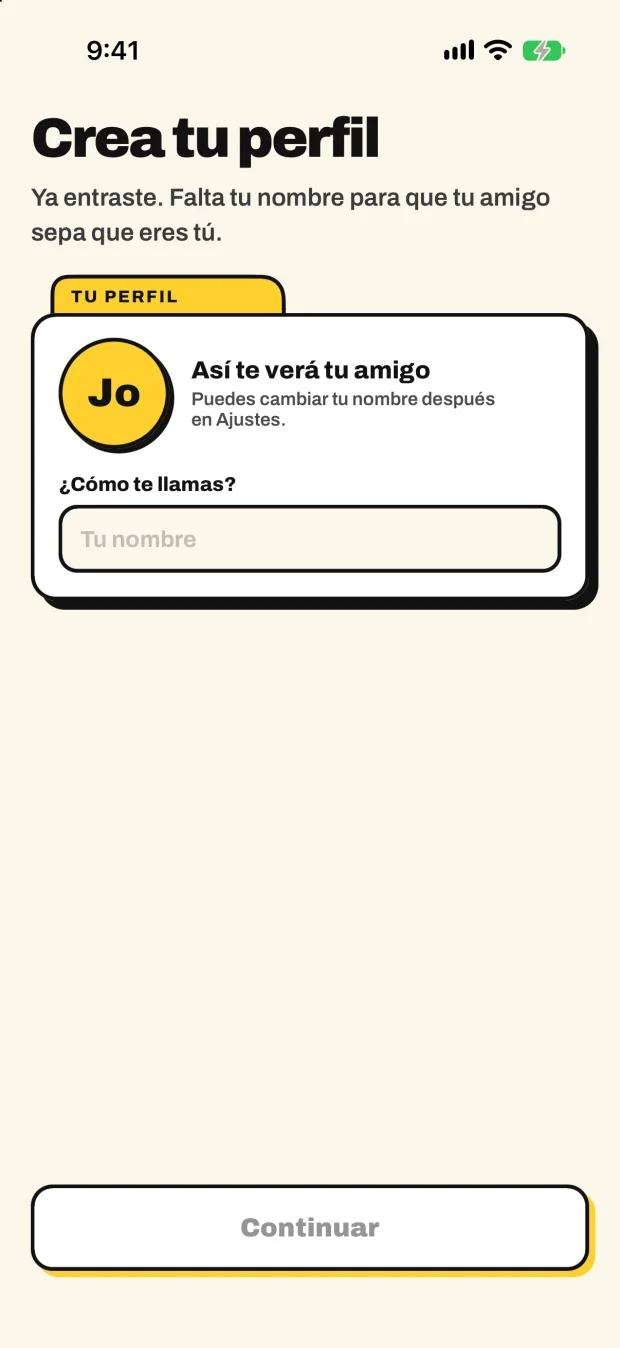 9:41
Crea tu perfil
Ya entraste. Falta tu nombre para que tu amigo
sepa que eres tú.
TU PERFIL
Jo
Así te verá tu amigo
Puedes cambiar tu nombre después
en Ajustes.
¿Cómo te llamas?
Tu nombre
Continuar